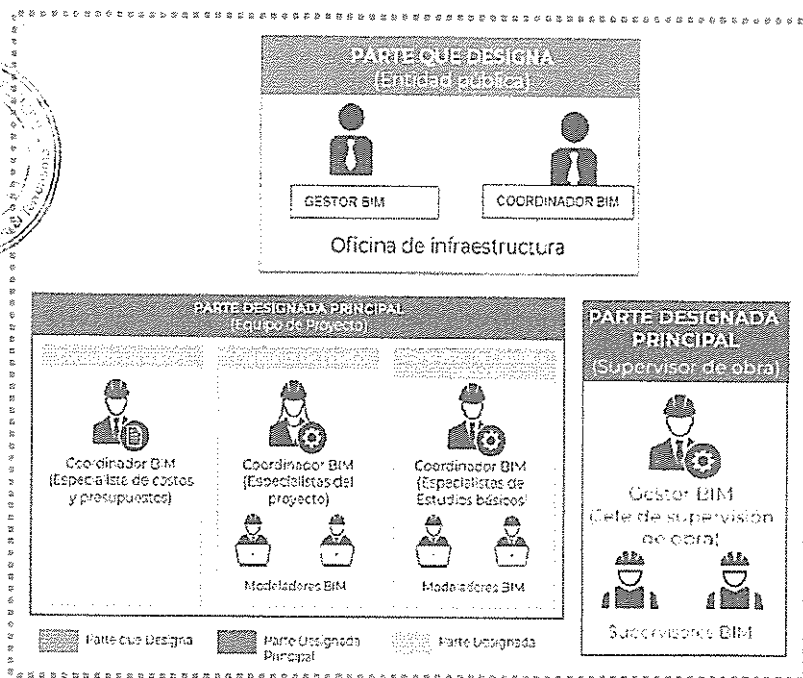 PARTE QUE DESIGNA
(Entidad pública)
GESTOR BIM
COORDINADOR BIM
Oficina de infraestructura
PARTE DESIGNADA PRINCIPAL
(Equipo de Proyecto)
Coordinador BIM
(Especialista de costos
y presupuestos)
Coordinador BIM
(Especialistas del
proyecto)
Modeladores BIM
Coordinador BIM
(Especialistas de
Estudios básicos)
Modeladores BIM
PARTE DESIGNADA
PRINCIPAL
(Supervisor de obra)
Gestor BIM
(Jefe de supervisión
de obra)
Supervisores BIM
Parte que Designa
Parte Designada
Principal
Parte Designada